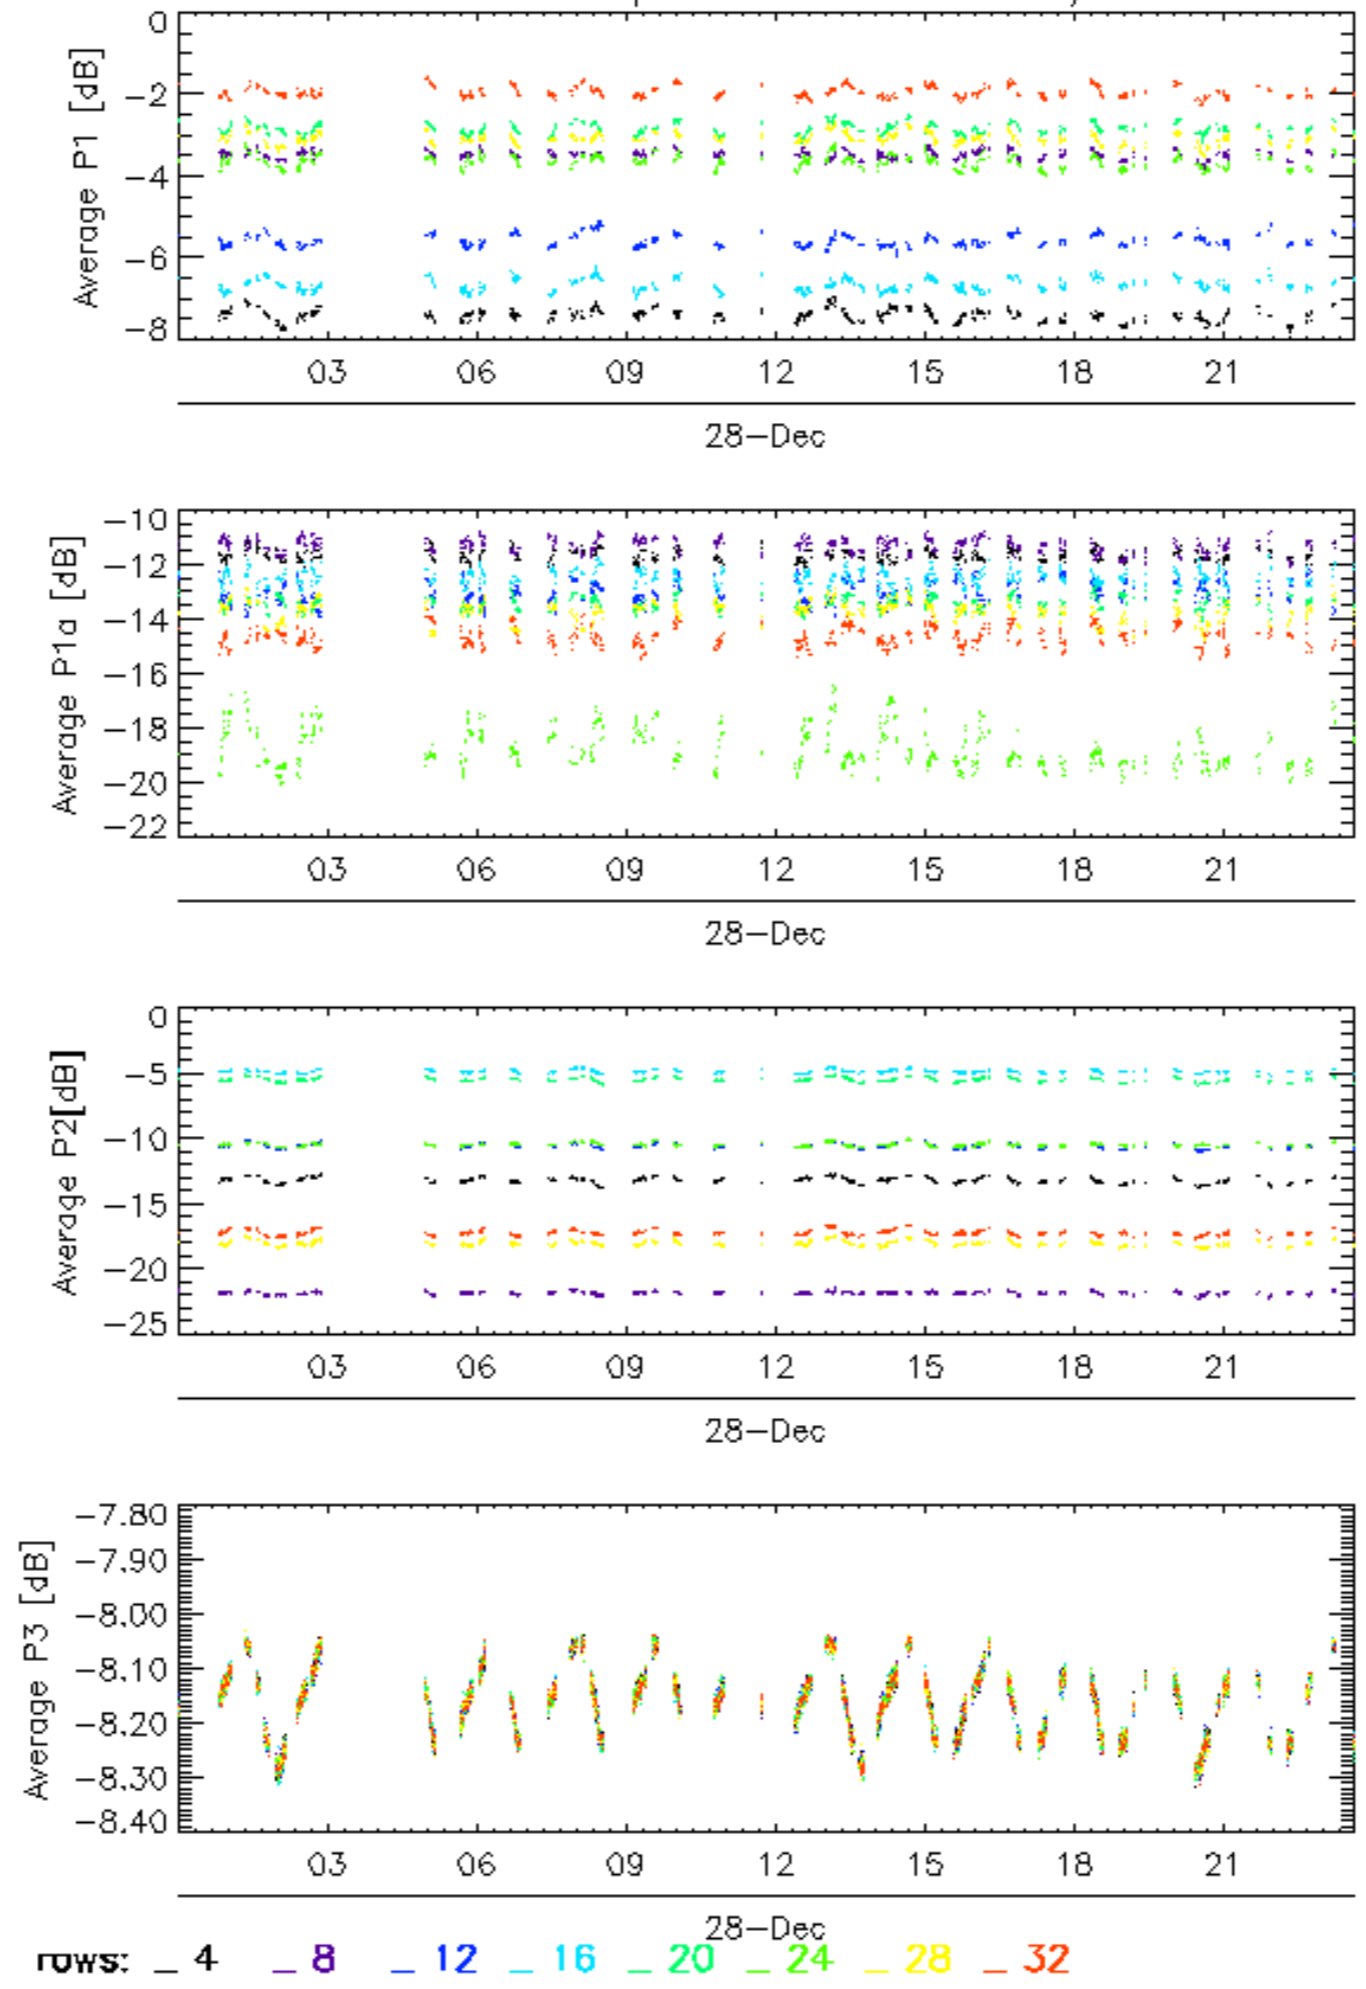 Average P1 [dB]
0
−2
−4
−6
−8
03 06 09 12 15 18 21
28−Dec
Average P1a [dB]
−10
−12
−14
−16
−18
−20
−22
03 06 09 12 15 18 21
28−Dec
Average P2[dB]
0
−5
−10
−15
−20
−25
03 06 09 12 15 18 21
28−Dec
Average P3 [dB]
−7.80
−7.90
−8.00
−8.10
−8.20
−8.30
−8.40
03 06 09 12 15 18 21
28−Dec
rows: _ 4 _ 8 _ 12 _ 16 _ 20 _ 24 _ 28 _ 32